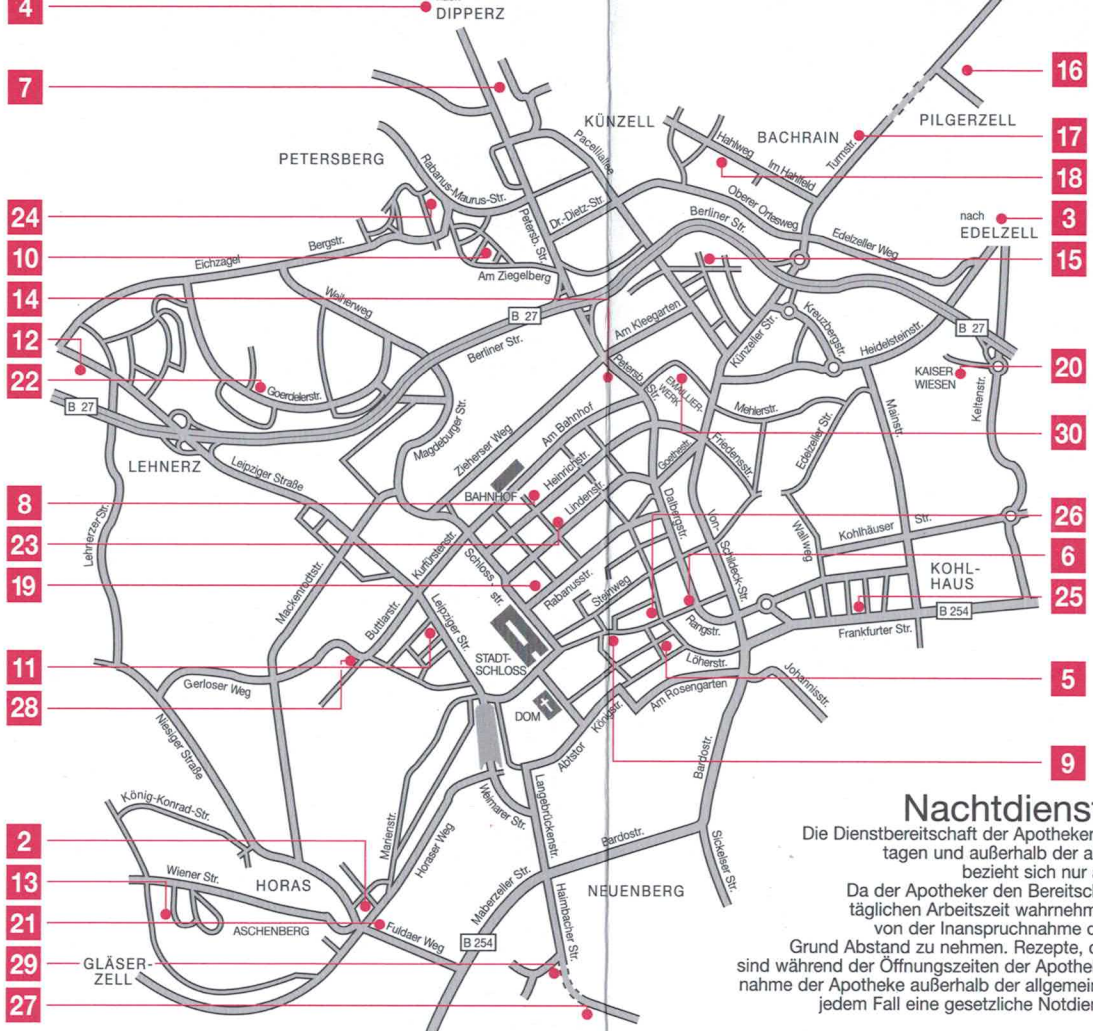 4
nach
DIPPERZ
7
16
KÜNZELL
PILGERZELL
BACHRAIN
17
Hahlweg
Im Hahlfeld
Turmstr.
18
PETERSBERG
Pacelliallee
Rabanus-Maurus-Str.
24
Petersb. Str.
Dr.-Dietz-Str.
Oberer Ortesweg
nach
3
EDELZELL
Berliner Str.
Edelzeller Weg
Bergstr.
10
15
Eichzagel
Am Ziegelberg
14
Weiherweg
B 27
Am Kleegarten
Künzeller Str.
Kreuzbergstr.
Heidelsteinstr.
B 27
12
Berliner Str.
Petersb. Str.
22
Goerdelerstr.
EMAILLIER-
WERK
KAISER
WIESEN
20
Keltenstr.
B 27
Magdeburger Str.
Zieherser Weg
Am Bahnhof
Mehlerstr.
Mainstr.
30
Edelzeller Str.
LEHNERZ
Leipziger Straße
Goethestr.
Friedensstr.
Heinrichstr.
BAHNHOF
8
Lindenstr.
Dalbergstr.
26
Lehnerzer-Str.
Von-
Schildeck-Str.
Wallweg
Kohlhäuser Str.
23
Kurfürstenstr.
Schloss-
str.
6
KOHL-
HAUS
19
Mackenrodtstr.
Rabanusstr.
Steinweg
25
B 254
Buttlarstr.
Leipziger Str.
Rangstr.
Frankfurter Str.
11
STADT-
SCHLOSS
Löherstr.
5
Gerloser Weg
Johannisstr.
28
Am Rosengarten
Niesiger Straße
DOM
Königstr.
Abtstor
Bardostr.
9
Langebrückenstr.
Weimarer Str.
König-Konrad-Str.
Nachtdienst
Marienstr.
Horaser Weg
Bardostr.
Sickelser Str.
Die Dienstbereitschaft der Apotheken
2
tagen und außerhalb der a
bezieht sich nur
Wiener Str.
13
HORAS
Maberzeller Str.
Haimbacher Str.
NEUENBERG
Da der Apotheker den Bereitsch
täglichen Arbeitszeit wahrnehm
21
ASCHENBERG
Fuldaer Weg
von der Inanspruchnahme
B 254
Grund Abstand zu nehmen. Rezepte,
29
GLÄSER-
ZELL
sind während der Öffnungszeiten der Apothe
nahme der Apotheke außerhalb der allgemein
27
jedem Fall eine gesetzliche Notdien